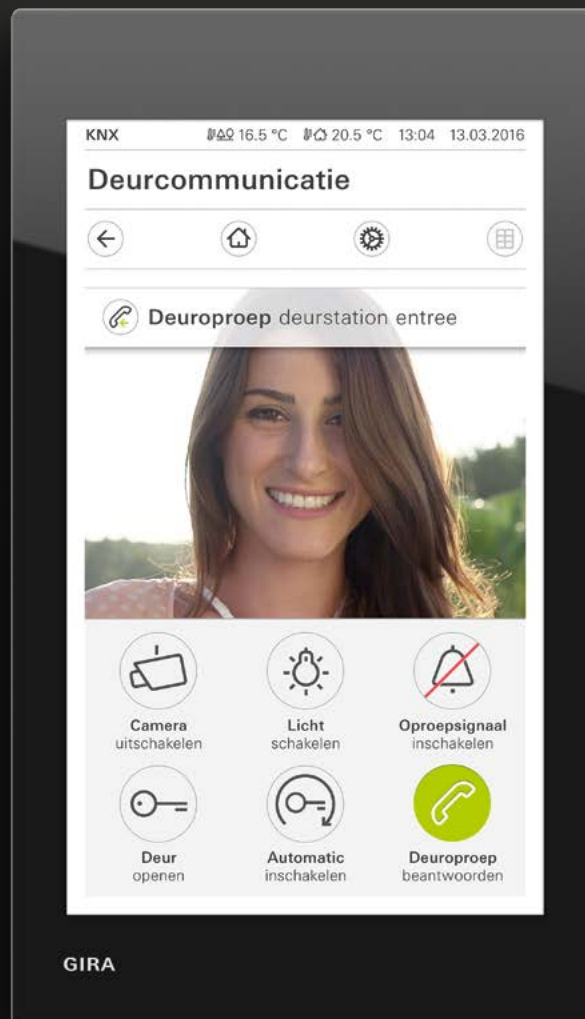 KNX 16.5 °C 20.5 °C 13:04 13.03.2016
Deurcommunicatie
Deuroproep deurstation entree
Camera
uitschakelen
Licht
schakelen
Oproepsignaal
inschakelen
Deur
openen
Automatic
inschakelen
Deuroproep
beantwoorden
GIRA